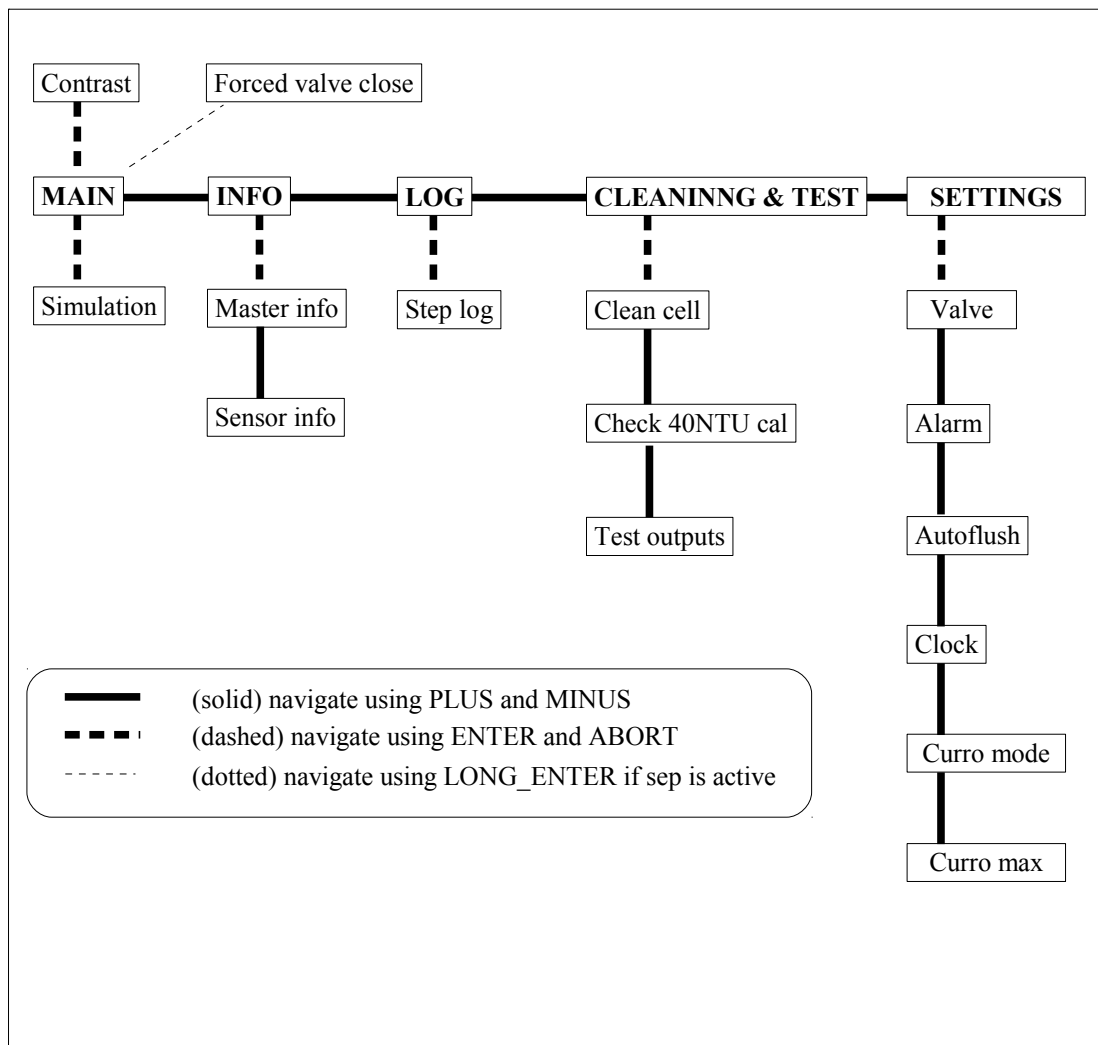 Contrast
Forced valve close
MAIN
INFO
LOG
CLEANINNG & TEST
SETTINGS
Simulation
Master info
Step log
Clean cell
Valve
Sensor info
Check 40NTU cal
Alarm
Test outputs
Autoflush
Clock
(solid) navigate using PLUS and MINUS
(dashed) navigate using ENTER and ABORT
(dotted) navigate using LONG_ENTER if sep is active
Curro mode
Curro max